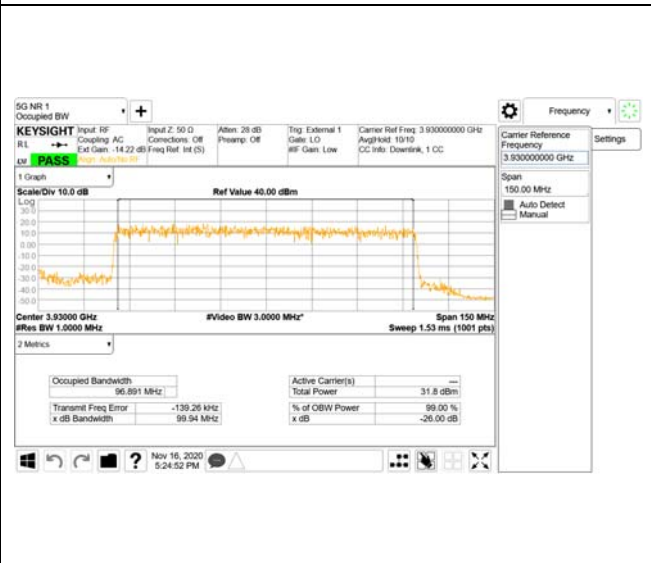 5G NR 1
Occupied BW
Frequency
KEYSIGHT
Input: RF
Input Z: 50 Ω
Atten: 28 dB
Trig: External 1
Carrier Ref Freq: 3.930000000 GHz
RL
Coupling: AC
Corrections: Off
Preamp: Off
Gate: LO
Avg|Hold: 10/10
Ext Gain: -14.22 dB
Freq Ref: Int (S)
#IF Gain: Low
CC Info: Downlink, 1 CC
PASS
Align: Auto/No RF
Carrier Reference
Frequency
3.930000000 GHz
Settings
Span
150.00 MHz
Auto Detect
Manual
1 Graph
Scale/Div 10.0 dB
Ref Value 40.00 dBm
Log
30.0
20.0
10.0
0.00
-10.0
-20.0
-30.0
-40.0
-50.0
Center 3.93000 GHz
#Video BW 3.0000 MHz*
Span 150 MHz
#Res BW 1.0000 MHz
Sweep 1.53 ms (1001 pts)
2 Metrics
Occupied Bandwidth
96.891 MHz
Active Carrier(s)
---
Total Power
31.8 dBm
Transmit Freq Error
-139.26 kHz
% of OBW Power
99.00 %
x dB Bandwidth
99.94 MHz
x dB
-26.00 dB
?
Nov 16, 2020
5:24:52 PM